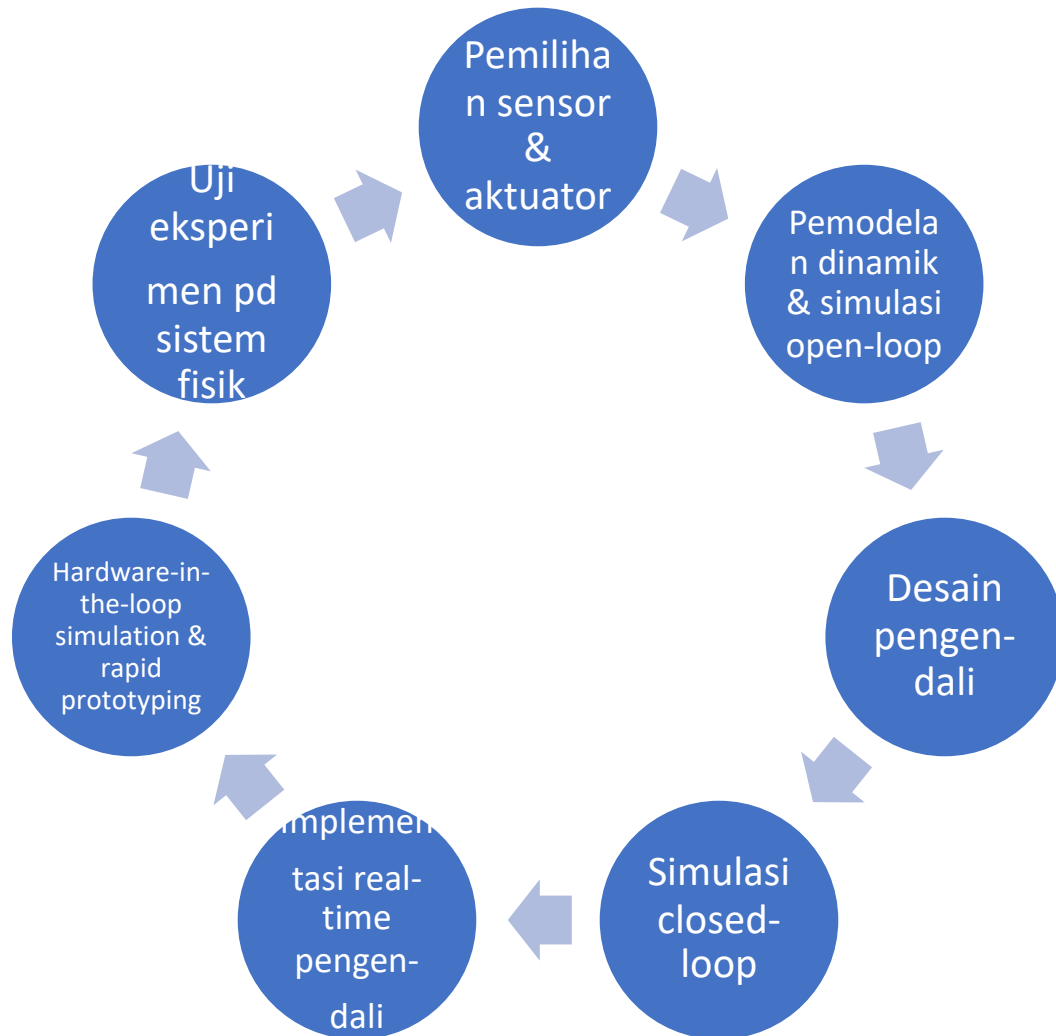 Pemiliha
n sensor
&
aktuator
Pemodela
n dinamik
& simulasi
open-loop
Desain
pengen-
dali
Simulasi
closed-
loop
Implemen
tasi real-
time
pengen-
dali
Hardware-in-
the-loop
simulation &
rapid
prototyping
Uji
eksperi
men pd
sistem
fisik